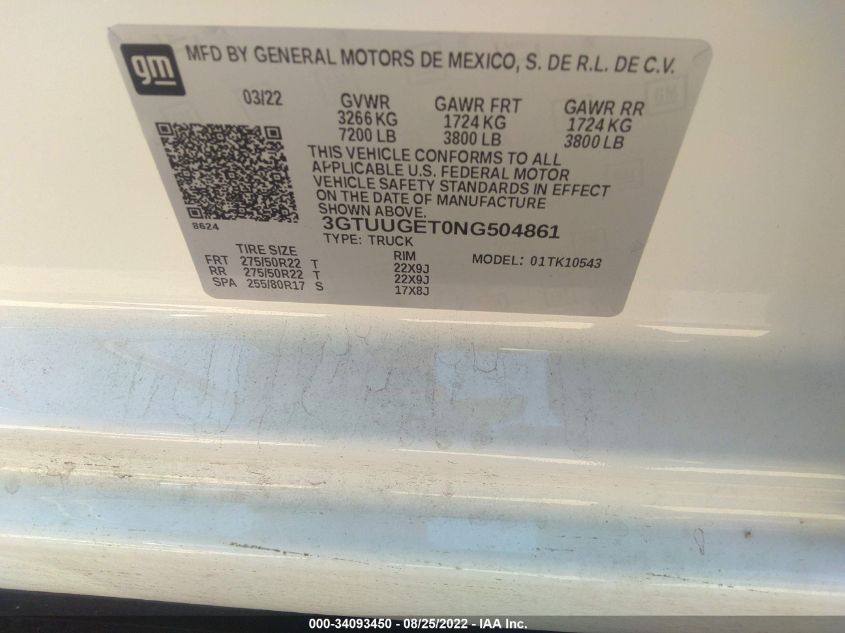 gm
MFD BY GENERAL MOTORS DE MEXICO, S. DE R.L. DE C.V.
03/22 GVWR GAWR FRT GAWR RR
3266 KG 1724 KG 1724 KG
7200 LB 3800 LB 3800 LB
THIS VEHICLE CONFORMS TO ALL
APPLICABLE U.S. FEDERAL MOTOR
VEHICLE SAFETY STANDARDS IN EFFECT
ON THE DATE OF MANUFACTURE
SHOWN ABOVE.
8624
3GTUUGET0NG504861
TYPE: TRUCK
TIRE SIZE RIM MODEL: 01TK10543
FRT 275/50R22 T 22X9J
RR 275/50R22 T 22X9J
SPA 255/80R17 S 17X8J
000-34093450 - 08/25/2022 - IAA Inc.